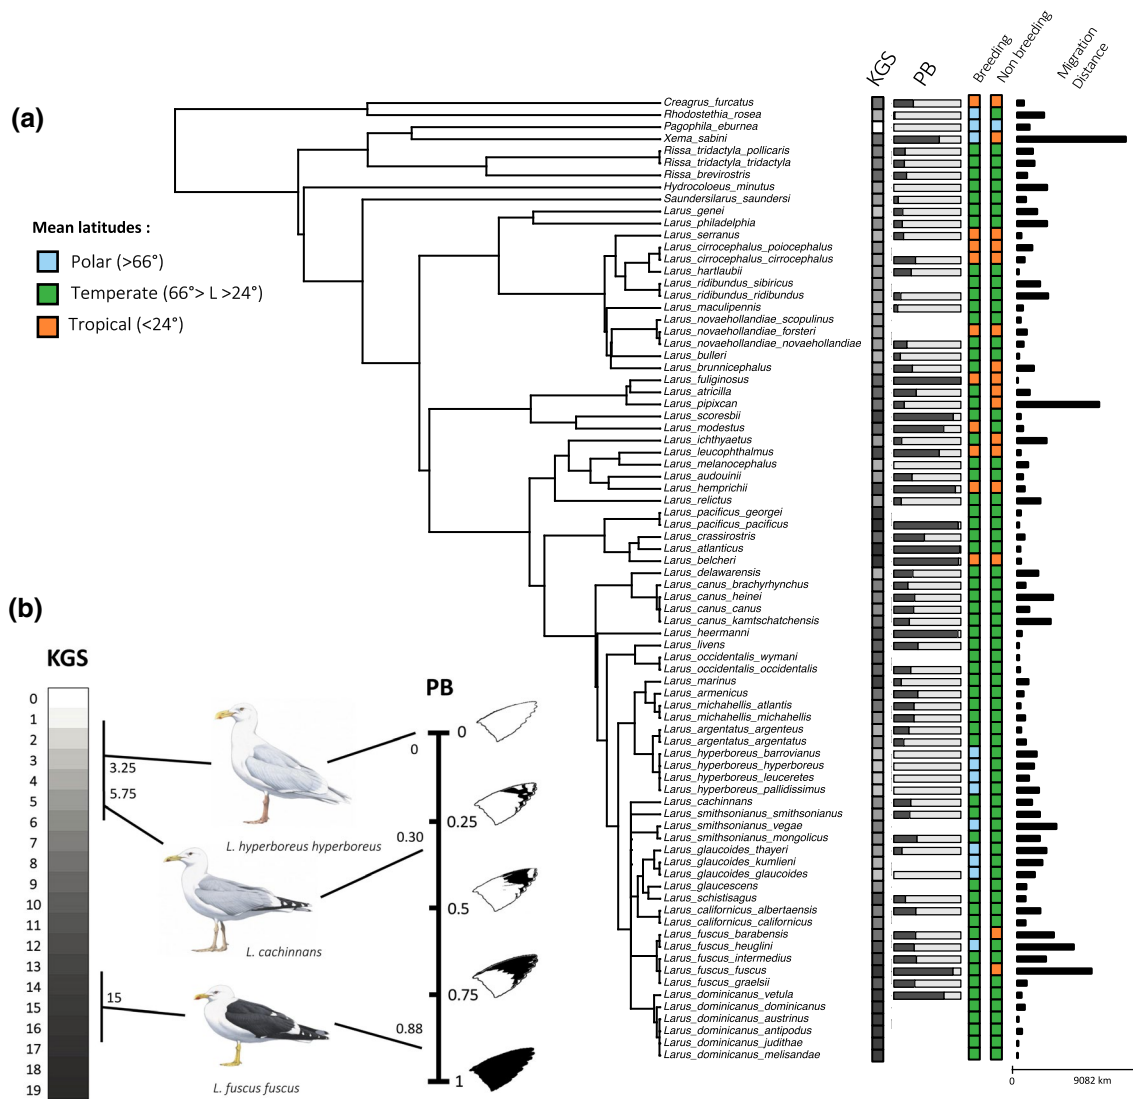 (a)
KGS
PB
Breeding
Non breeding
Migration
Distance
Mean latitudes :
Polar (>66°)
Temperate (66°> L >24°)
Tropical (<24°)
Creagrus_furcatus
Rhodostethia_rosea
Pagophila_eburnea
Xema_sabini
Rissa_tridactyla_pollicaris
Rissa_tridactyla_tridactyla
Rissa_brevirostris
Hydrocoloeus_minutus
Saundersilarus_saundersi
Larus_genei
Larus_philadelphia
Larus_serranus
Larus_cirrocephalus_poiocephalus
Larus_cirrocephalus_cirrocephalus
Larus_hartlaubii
Larus_ridibundus_sibiricus
Larus_ridibundus_ridibundus
Larus_maculipennis
Larus_novaehollandiae_scopulinus
Larus_novaehollandiae_forsteri
Larus_novaehollandiae_novaehollandiae
Larus_bulleri
Larus_brunnicephalus
Larus_fuliginosus
Larus_atricilla
Larus_pipixcan
Larus_scoresbii
Larus_modestus
Larus_ichthyaetus
Larus_leucophthalmus
Larus_melanocephalus
Larus_audouinii
Larus_hemprichii
Larus_relictus
Larus_pacificus_georgei
Larus_pacificus_pacificus
Larus_crassirostris
Larus_atlanticus
Larus_belcheri
Larus_delawarensis
Larus_canus_brachyrhynchus
Larus_canus_heinei
Larus_canus_canus
Larus_canus_kamtschatchensis
Larus_heermanni
Larus_livens
Larus_occidentalis_wymani
Larus_occidentalis_occidentalis
Larus_marinus
Larus_armenicus
Larus_michahellis_atlantis
Larus_michahellis_michahellis
Larus_argentatus_argenteus
Larus_argentatus_argentatus
Larus_hyperboreus_barrovianus
Larus_hyperboreus_hyperboreus
Larus_hyperboreus_leuceretes
Larus_hyperboreus_pallidissimus
Larus_cachinnans
Larus_smithsonianus_smithsonianus
Larus_smithsonianus_vegae
Larus_smithsonianus_mongolicus
Larus_glaucoides_thayeri
Larus_glaucoides_kumlieni
Larus_glaucoides_glaucoides
Larus_glaucescens
Larus_schistisagus
Larus_californicus_albertaensis
Larus_californicus_californicus
Larus_fuscus_barabensis
Larus_fuscus_heuglini
Larus_fuscus_intermedius
Larus_fuscus_fuscus
Larus_fuscus_graelsii
Larus_dominicanus_vetula
Larus_dominicanus_dominicanus
Larus_dominicanus_austrinus
Larus_dominicanus_antipodus
Larus_dominicanus_judithae
Larus_dominicanus_melisandae
0
9082 km
(b)
KGS
0
1
2
3
4
5
6
7
8
9
10
11
12
13
14
15
16
17
18
19
3.25
5.75
15
L. hyperboreus hyperboreus
L. cachinnans
L. fuscus fuscus
PB
0
0.30
0.88
0
0.25
0.5
0.75
1